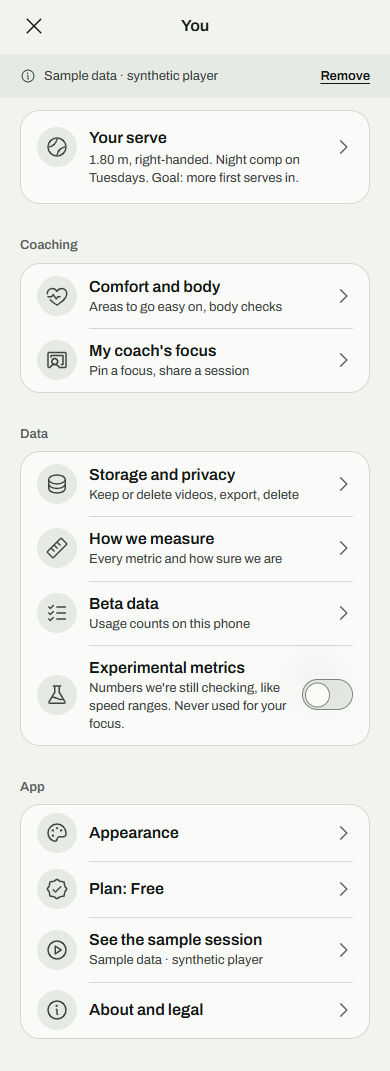 You
Sample data · synthetic player
Remove
Your serve
1.80 m, right-handed. Night comp on
Tuesdays. Goal: more first serves in.
Coaching
Comfort and body
Areas to go easy on, body checks
My coach's focus
Pin a focus, share a session
Data
Storage and privacy
Keep or delete videos, export, delete
How we measure
Every metric and how sure we are
Beta data
Usage counts on this phone
Experimental metrics
Numbers we're still checking, like
speed ranges. Never used for your
focus.
App
Appearance
Plan: Free
See the sample session
Sample data · synthetic player
About and legal